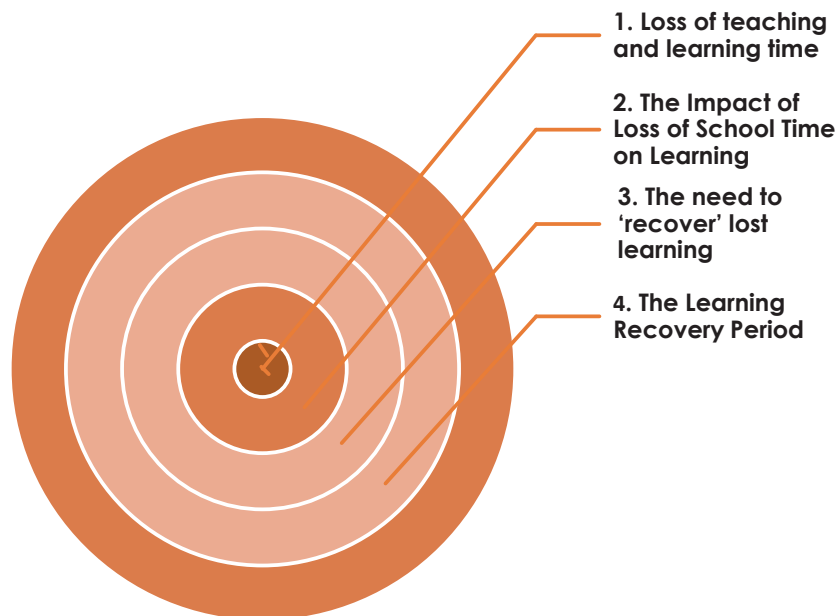 1. Loss of teaching
and learning time
2. The Impact of
Loss of School Time
on Learning
3. The need to
‘recover’ lost
learning
4. The Learning
Recovery Period